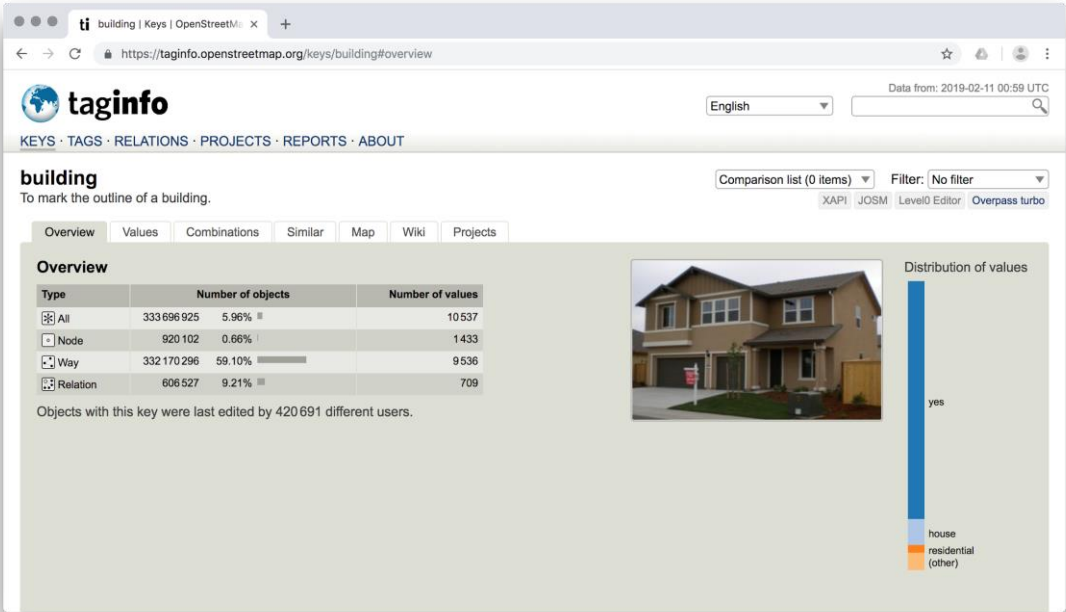 ti building | Keys | OpenStreetMa × +
https://taginfo.openstreetmap.org/keys/building#overview
taginfo
Data from: 2019-02-11 00:59 UTC
English
KEYS · TAGS · RELATIONS · PROJECTS · REPORTS · ABOUT
building
To mark the outline of a building.
Comparison list (0 items) Filter: No filter
XAPI JOSM Level0 Editor Overpass turbo
Overview Values Combinations Similar Map Wiki Projects
Overview
Type Number of objects Number of values
All 333 696 925 5.96% 10 537
Node 920 102 0.66% 1 433
Way 332 170 296 59.10% 9 536
Relation 606 527 9.21% 709
Objects with this key were last edited by 420 691 different users.
Distribution of values
yes
house
residential
(other)